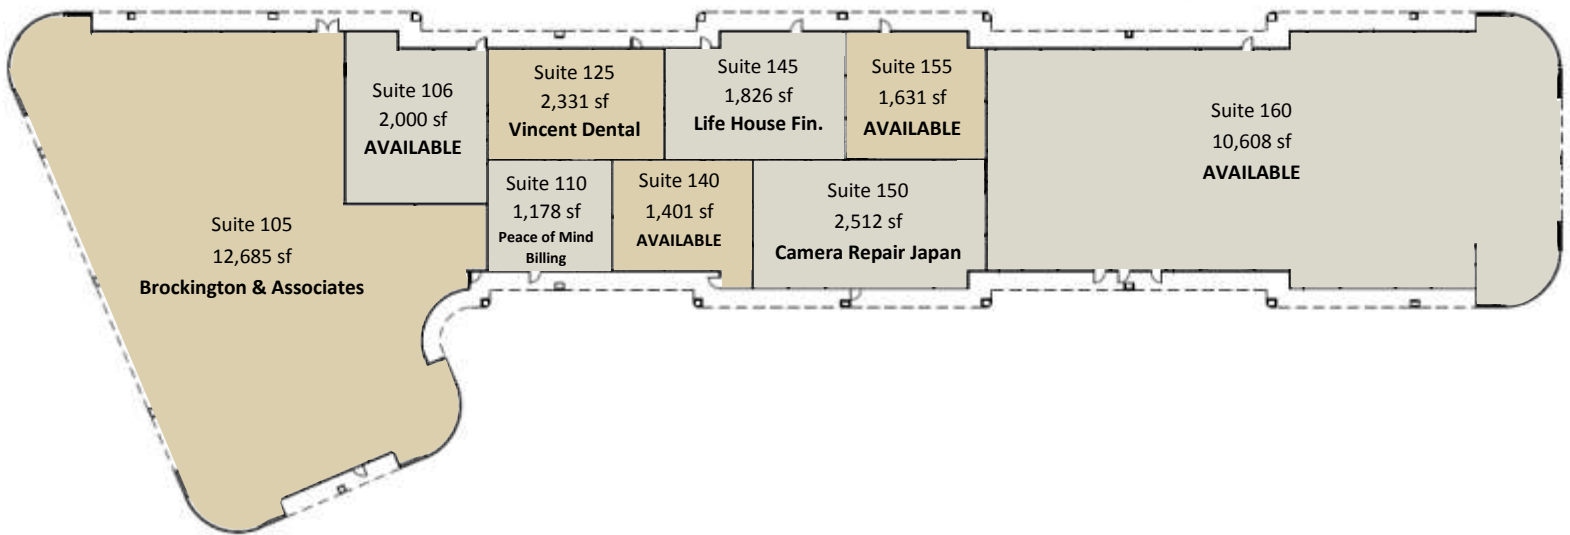 Suite 105
12,685 sf
Brockington & Associates
Suite 106
2,000 sf
AVAILABLE
Suite 125
2,331 sf
Vincent Dental
Suite 145
1,826 sf
Life House Fin.
Suite 155
1,631 sf
AVAILABLE
Suite 160
10,608 sf
AVAILABLE
Suite 110
1,178 sf
Peace of Mind
Billing
Suite 140
1,401 sf
AVAILABLE
Suite 150
2,512 sf
Camera Repair Japan